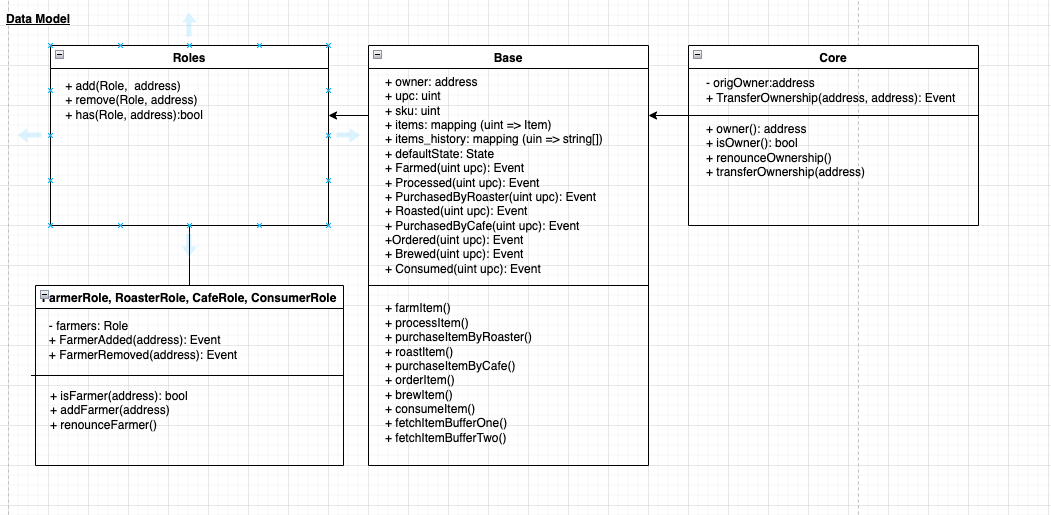 Data Model
Roles
+ add(Role, address)
+ remove(Role, address)
+ has(Role, address):bool
Base
+ owner: address
+ upc: uint
+ sku: uint
+ items: mapping (uint => Item)
+ items_history: mapping (uin => string[])
+ defaultState: State
+ Farmed(uint upc): Event
+ Processed(uint upc): Event
+ PurchasedByRoaster(uint upc): Event
+ Roasted(uint upc): Event
+ PurchasedByCafe(uint upc): Event
+Ordered(uint upc): Event
+ Brewed(uint upc): Event
+ Consumed(uint upc): Event
+ farmItem()
+ processItem()
+ purchaseItemByRoaster()
+ roastItem()
+ purchaseItemByCafe()
+ orderItem()
+ brewItem()
+ consumeItem()
+ fetchItemBufferOne()
+ fetchItemBufferTwo()
Core
- origOwner:address
+ TransferOwnership(address, address): Event
+ owner(): address
+ isOwner(): bool
+ renounceOwnership()
+ transferOwnership(address)
FarmerRole, RoasterRole, CafeRole, ConsumerRole
- farmers: Role
+ FarmerAdded(address): Event
+ FarmerRemoved(address): Event
+ isFarmer(address): bool
+ addFarmer(address)
+ renounceFarmer()